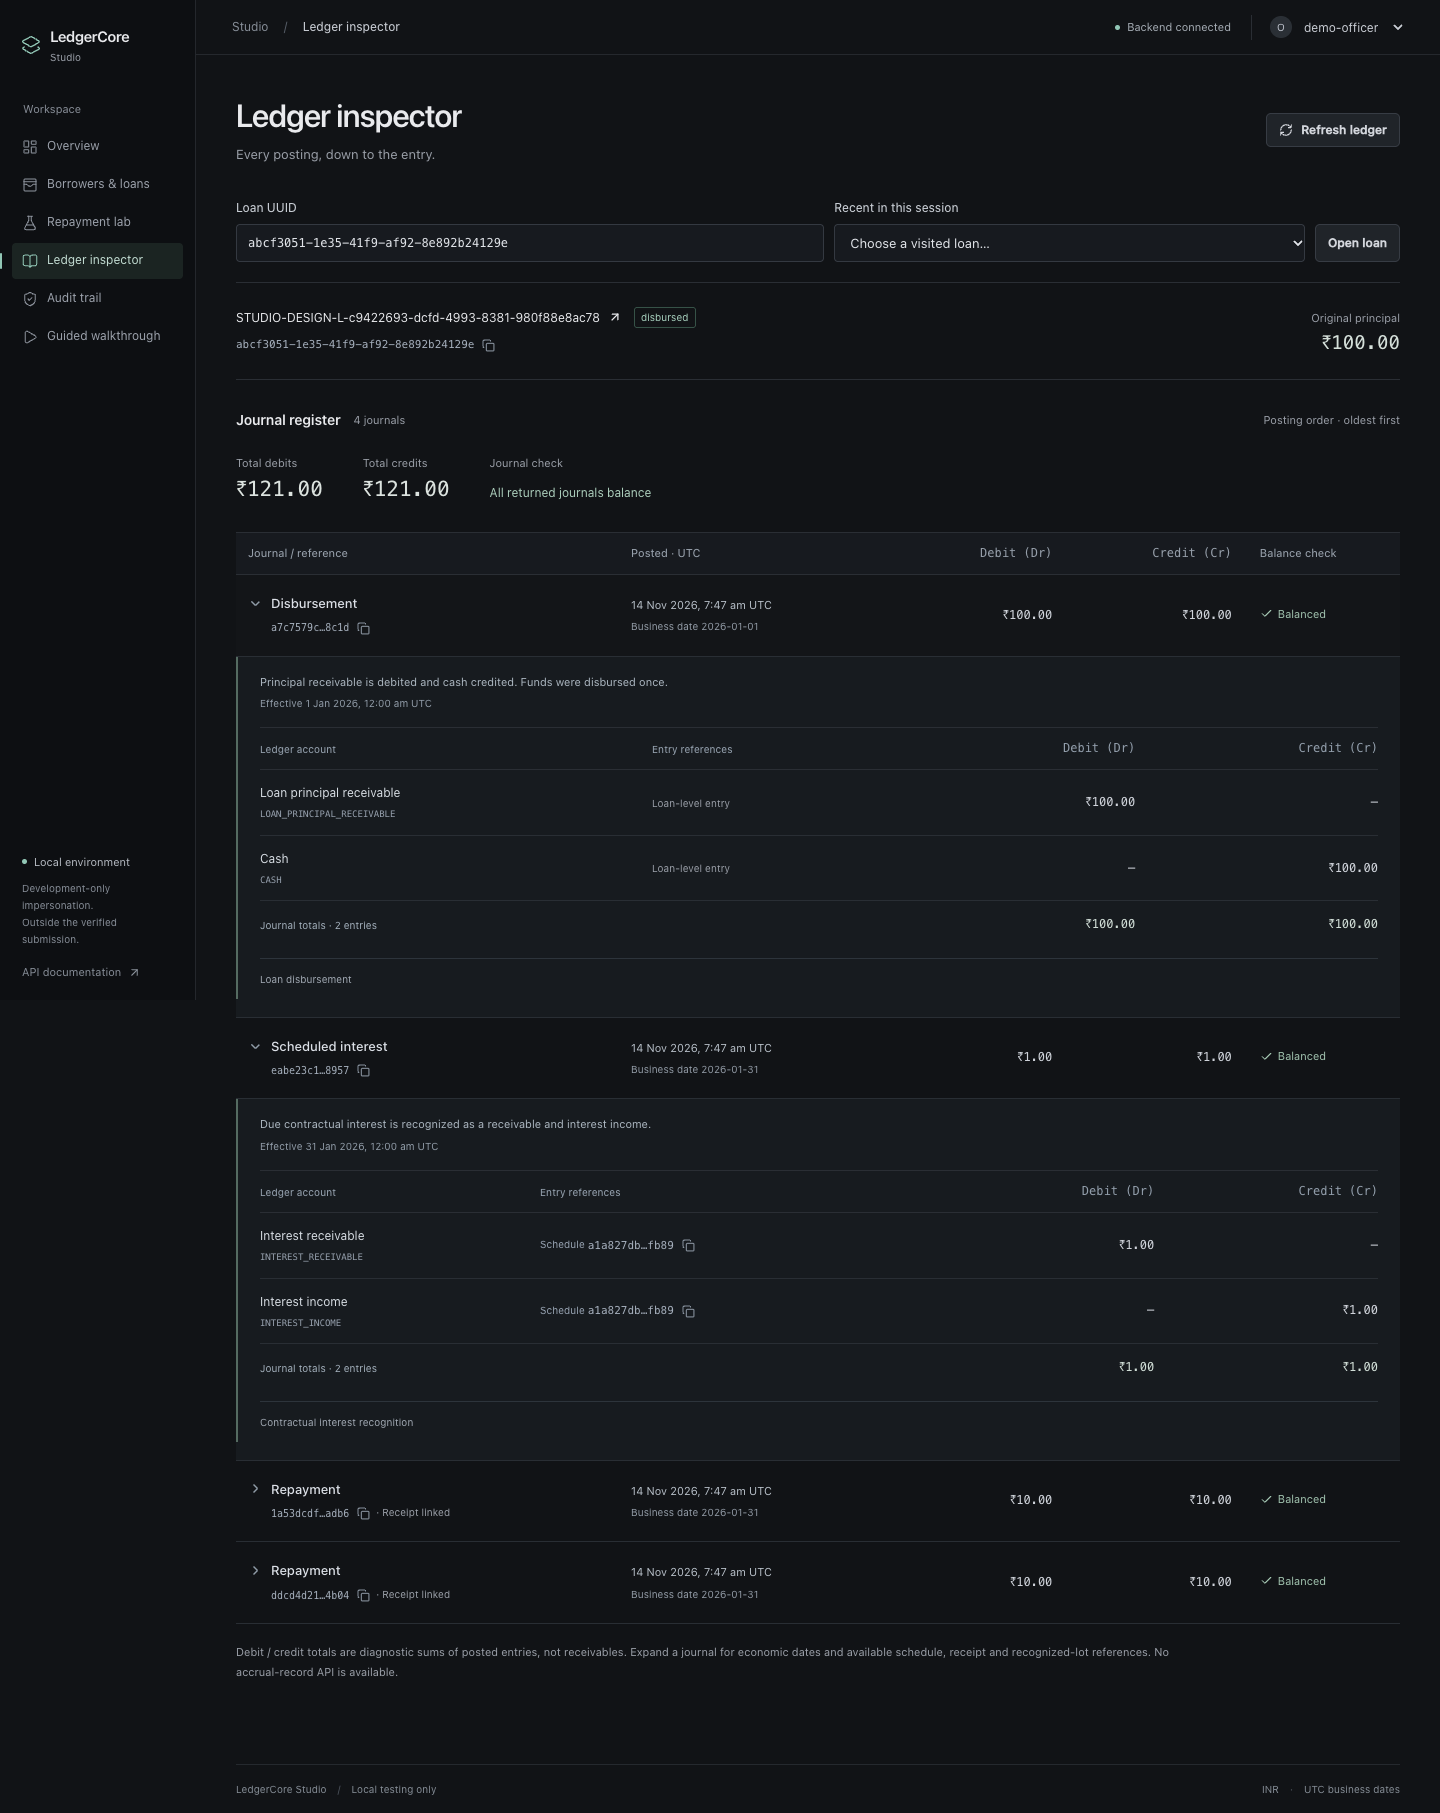 LedgerCore
Studio
Workspace
Overview
Borrowers & loans
Repayment lab
Ledger inspector
Audit trail
Guided walkthrough
Local environment
Development-only
impersonation.
Outside the verified
submission.
API documentation
Studio / Ledger inspector
Backend connected
O demo-officer
Ledger inspector
Every posting, down to the entry.
Refresh ledger
Loan UUID
abcf3051-1e35-41f9-af92-8e892b24129e
Recent in this session
Choose a visited loan…
Open loan
STUDIO-DESIGN-L-c9422693-dcfd-4993-8381-980f88e8ac78 disbursed
abcf3051-1e35-41f9-af92-8e892b24129e
Original principal
₹100.00
Journal register 4 journals
Posting order · oldest first
Total debits
₹121.00
Total credits
₹121.00
Journal check
All returned journals balance
Journal / reference Posted · UTC Debit (Dr) Credit (Cr) Balance check
Disbursement 14 Nov 2026, 7:47 am UTC ₹100.00 ₹100.00 Balanced
a7c7579c…8c1d Business date 2026-01-01
Principal receivable is debited and cash credited. Funds were disbursed once.
Effective 1 Jan 2026, 12:00 am UTC
Ledger account Entry references Debit (Dr) Credit (Cr)
Loan principal receivable Loan-level entry ₹100.00 —
LOAN_PRINCIPAL_RECEIVABLE
Cash Loan-level entry — ₹100.00
CASH
Journal totals · 2 entries ₹100.00 ₹100.00
Loan disbursement
Scheduled interest 14 Nov 2026, 7:47 am UTC ₹1.00 ₹1.00 Balanced
eabe23c1…8957 Business date 2026-01-31
Due contractual interest is recognized as a receivable and interest income.
Effective 31 Jan 2026, 12:00 am UTC
Ledger account Entry references Debit (Dr) Credit (Cr)
Interest receivable Schedule a1a827db…fb89 ₹1.00 —
INTEREST_RECEIVABLE
Interest income Schedule a1a827db…fb89 — ₹1.00
INTEREST_INCOME
Journal totals · 2 entries ₹1.00 ₹1.00
Contractual interest recognition
Repayment 14 Nov 2026, 7:47 am UTC ₹10.00 ₹10.00 Balanced
1a53dcdf…adb6 · Receipt linked Business date 2026-01-31
Repayment 14 Nov 2026, 7:47 am UTC ₹10.00 ₹10.00 Balanced
ddcd4d21…4b04 · Receipt linked Business date 2026-01-31
Debit / credit totals are diagnostic sums of posted entries, not receivables. Expand a journal for economic dates and available schedule, receipt and recognized-lot references. No
accrual-record API is available.
LedgerCore Studio / Local testing only
INR · UTC business dates